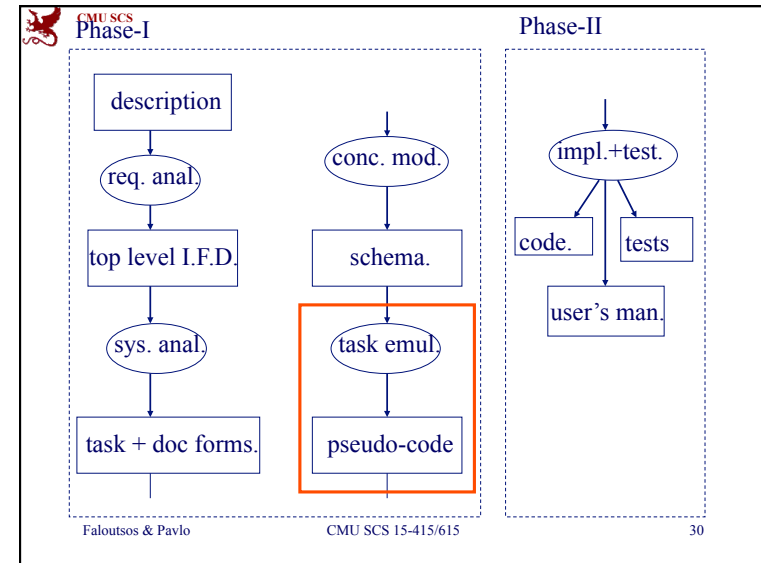 CMU SCS
Phase-I
description
req. anal.
top level I.F.D.
sys. anal.
task + doc forms.
conc. mod.
schema.
task emul.
pseudo-code
Phase-II
impl.+test.
code.
tests
user’s man.
Faloutsos & Pavlo
CMU SCS 15-415/615
30